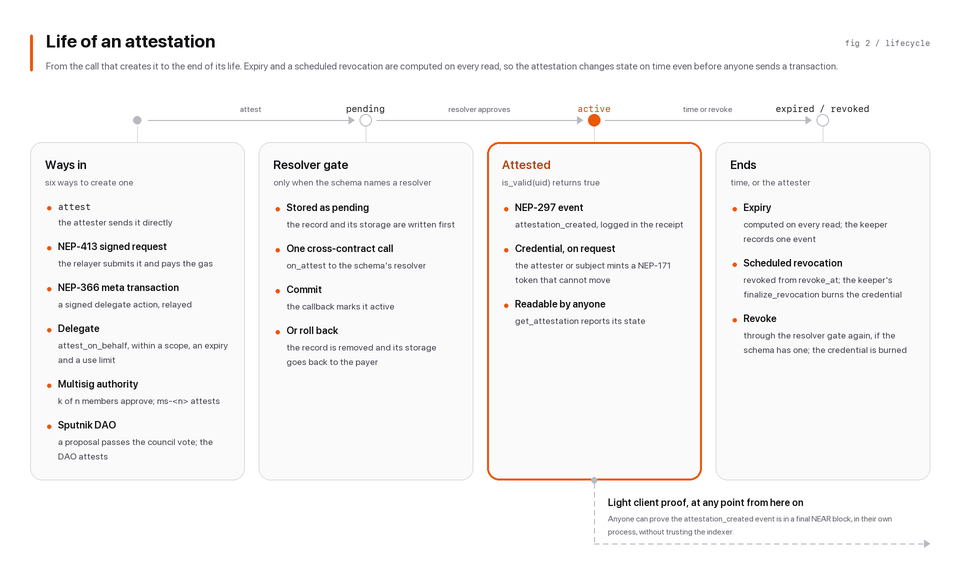 Life of an attestation
fig 2 / lifecycle
From the call that creates it to the end of its life. Expiry and a scheduled revocation are computed on every read, so the attestation changes state on time even before anyone sends a transaction.
attest
pending
resolver approves
active
time or revoke
expired / revoked
Ways in
six ways to create one
attest
the attester sends it directly
NEP-413 signed request
the relayer submits it and pays the gas
NEP-366 meta transaction
a signed delegate action, relayed
Delegate
attest_on_behalf, within a scope, an expiry
and a use limit
Multisig authority
k of n members approve; ms-<n> attests
Sputnik DAO
a proposal passes the council vote; the
DAO attests
Resolver gate
only when the schema names a resolver
Stored as pending
the record and its storage are written first
One cross-contract call
on_attest to the schema's resolver
Commit
the callback marks it active
Or roll back
the record is removed and its storage
goes back to the payer
Attested
is_valid(uid) returns true
NEP-297 event
attestation_created, logged in the receipt
Credential, on request
the attester or subject mints a NEP-171
token that cannot move
Readable by anyone
get_attestation reports its state
Ends
time, or the attester
Expiry
computed on every read; the keeper
records one event
Scheduled revocation
revoked from revoke_at; the keeper's
finalize_revocation burns the credential
Revoke
through the resolver gate again, if the
schema has one; the credential is burned
Light client proof, at any point from here on
Anyone can prove the attestation_created event is in a final NEAR block, in their own
process, without trusting the indexer.